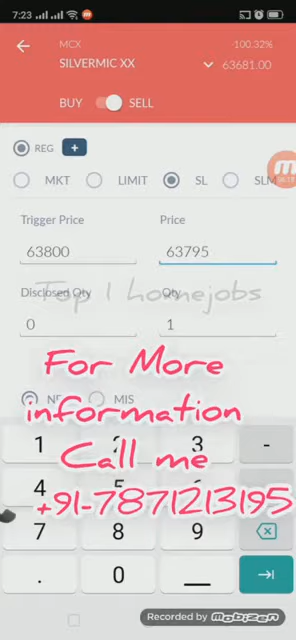 7:23
MCX
-100.32%
SILVERMIC XX
63681.00
BUY SELL
REG +
MKT LIMIT SL SLM
Trigger Price Price
63800 63795
Top 1 homejobs
Disclosed Qty Qty
0 1
For More
information
MIS
Call me
+91-7871213195
1 3 -
4
7 8 9
. 0
Recorded by Mobizen